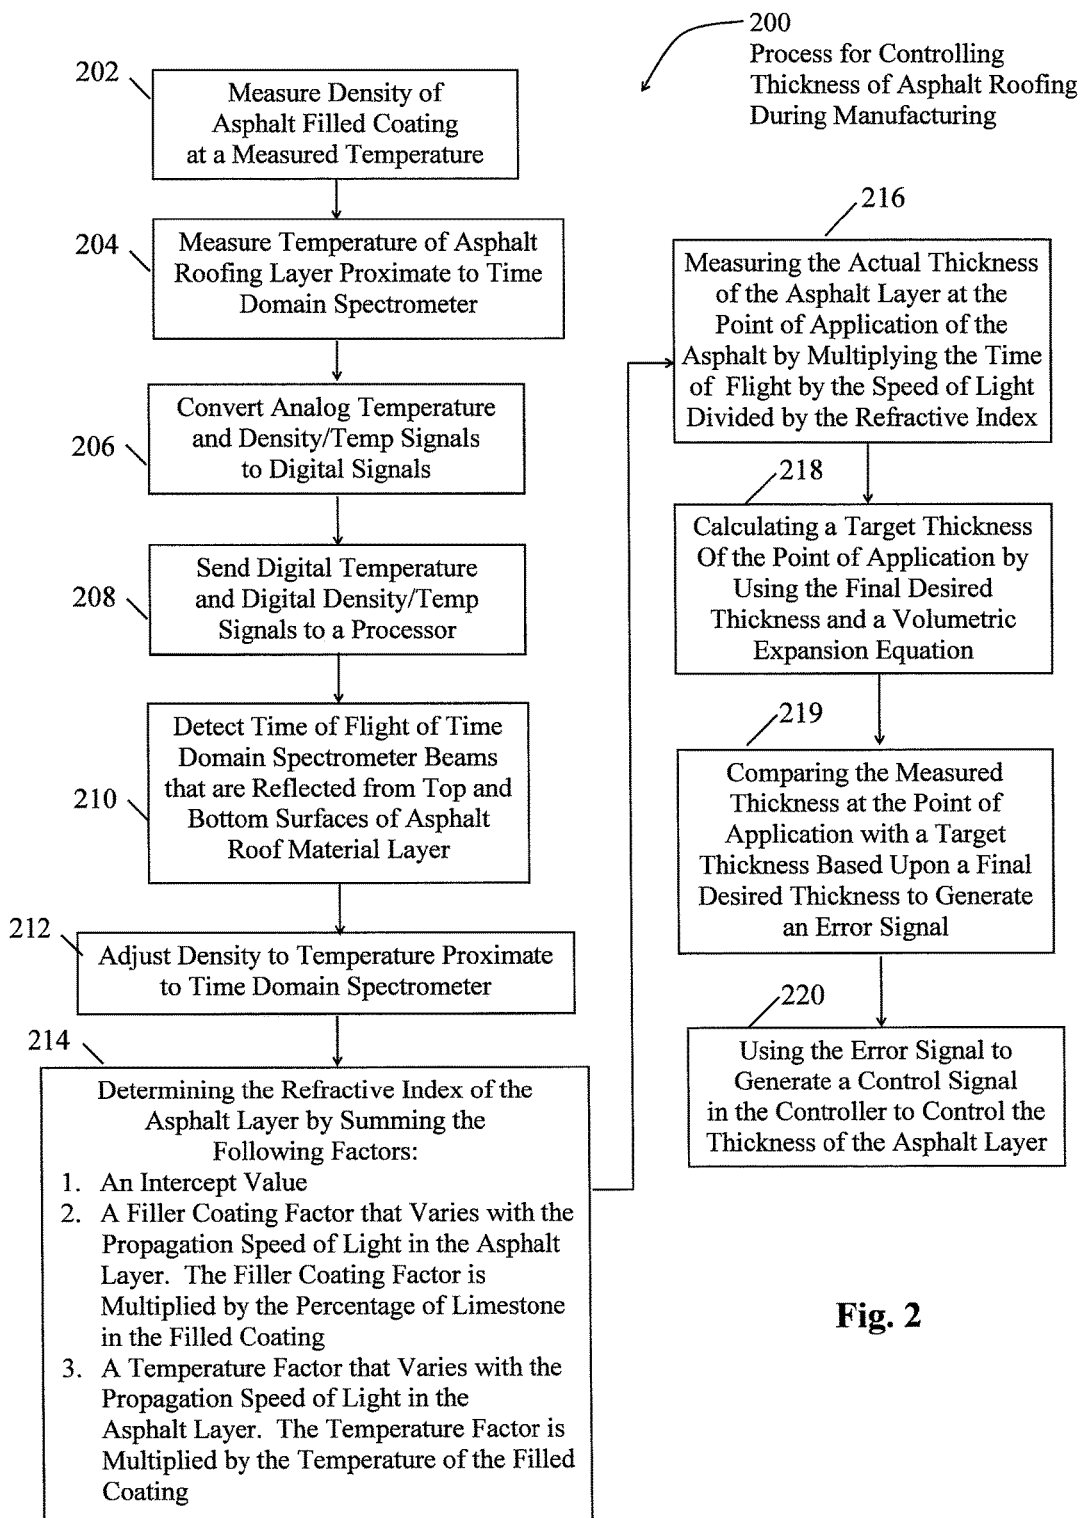 200
Process for Controlling
Thickness of Asphalt Roofing
During Manufacturing
202
Measure Density of
Asphalt Filled Coating
at a Measured Temperature
204
Measure Temperature of Asphalt
Roofing Layer Proximate to Time
Domain Spectrometer
206
Convert Analog Temperature
and Density/Temp Signals
to Digital Signals
208
Send Digital Temperature
and Digital Density/Temp
Signals to a Processor
210
Detect Time of Flight of Time
Domain Spectrometer Beams
that are Reflected from Top and
Bottom Surfaces of Asphalt
Roof Material Layer
212
Adjust Density to Temperature Proximate
to Time Domain Spectrometer
214
Determining the Refractive Index of the
Asphalt Layer by Summing the
Following Factors:
1. An Intercept Value
2. A Filler Coating Factor that Varies with the
Propagation Speed of Light in the Asphalt
Layer. The Filler Coating Factor is
Multiplied by the Percentage of Limestone
in the Filled Coating
3. A Temperature Factor that Varies with the
Propagation Speed of Light in the
Asphalt Layer. The Temperature Factor is
Multiplied by the Temperature of the Filled
Coating
216
Measuring the Actual Thickness
of the Asphalt Layer at the
Point of Application of the
Asphalt by Multiplying the Time
of Flight by the Speed of Light
Divided by the Refractive Index
218
Calculating a Target Thickness
Of the Point of Application by
Using the Final Desired
Thickness and a Volumetric
Expansion Equation
219
Comparing the Measured
Thickness at the Point of
Application with a Target
Thickness Based Upon a Final
Desired Thickness to Generate
an Error Signal
220
Using the Error Signal to
Generate a Control Signal
in the Controller to Control the
Thickness of the Asphalt Layer
Fig. 2